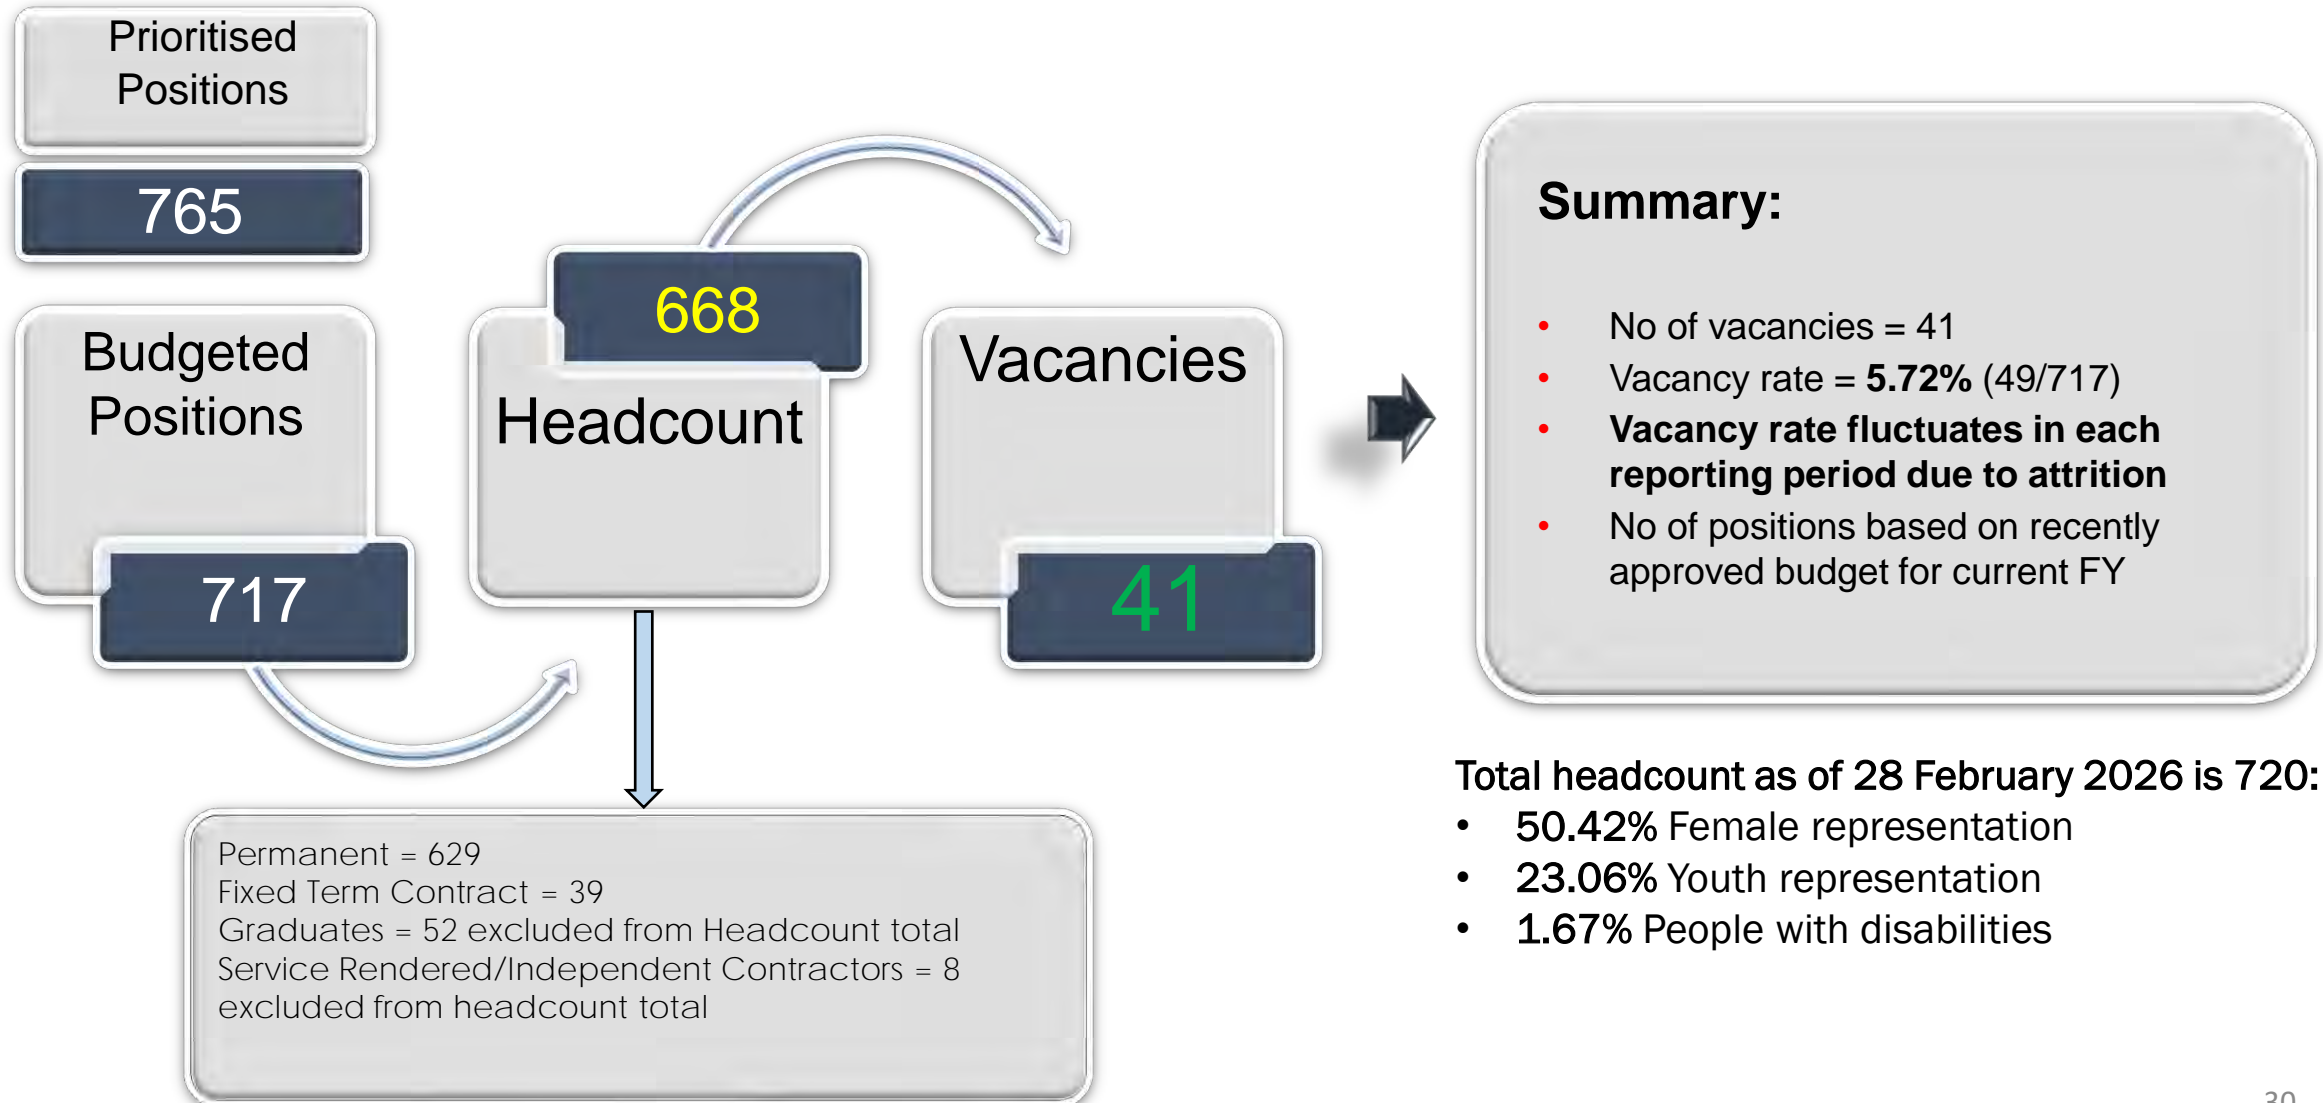 Prioritised
Positions
765
Budgeted
Positions
717
668
Headcount
Vacancies
41
Permanent = 629
Fixed Term Contract = 39
Graduates = 52 excluded from Headcount total
Service Rendered/Independent Contractors = 8
excluded from headcount total
Summary:
• No of vacancies = 41
• Vacancy rate = 5.72% (49/717)
• Vacancy rate fluctuates in each
reporting period due to attrition
• No of positions based on recently
approved budget for current FY
Total headcount as of 28 February 2026 is 720:
• 50.42% Female representation
• 23.06% Youth representation
• 1.67% People with disabilities
30